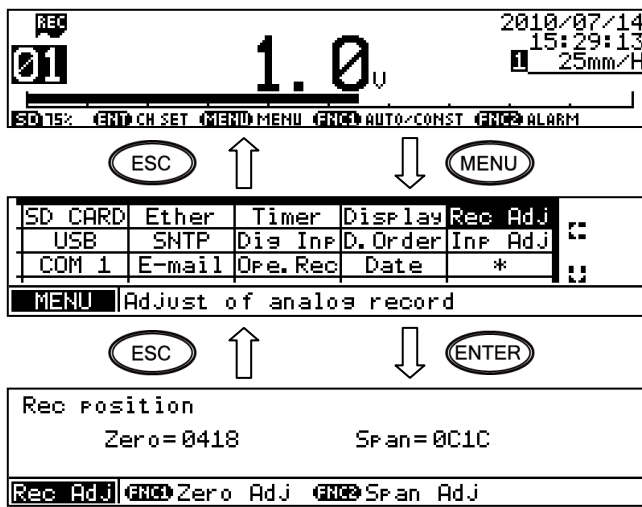 REC
2010/07/14
15:29:13
01 1.0V 1 25mm/H
SD 75% ENT CH SET MENU MENU FNC1 AUTO/CONST FNC2 ALARM
ESC MENU
SD CARD Ether Timer Display Rec Adj
USB SNTP Dig Inp D.Order Inp Adj
COM 1 E-mail Ope.Rec Date *
MENU Adjust of analog record
ESC ENTER
Rec position
Zero=0418 Span=0C1C
Rec Adj FNC1 Zero Adj FNC2 Span Adj